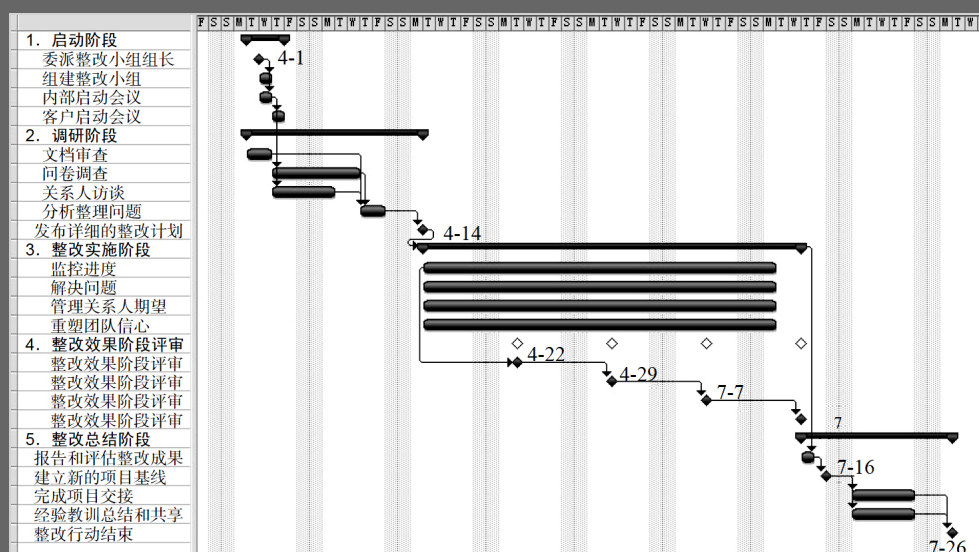 F S S M T W T F S S M T W T F S S M T W T F S S M T W T F S S M T W T F S S M T W T F S S M T W T F S S M T W T F S S M T W
1. 启动阶段
委派整改小组组长
4-1
组建整改小组
内部启动会议
客户启动会议
2. 调研阶段
文档审查
问卷调查
关系人访谈
分析整理问题
发布详细的整改计划
4-14
3. 整改实施阶段
监控进度
解决问题
管理关系人期望
重塑团队信心
4. 整改效果阶段评审
整改效果阶段评审
4-22
整改效果阶段评审
4-29
整改效果阶段评审
7-7
整改效果阶段评审
7
5. 整改总结阶段
报告和评估整改成果
建立新的项目基线
7-16
完成项目交接
经验教训总结和共享
整改行动结束
7-26